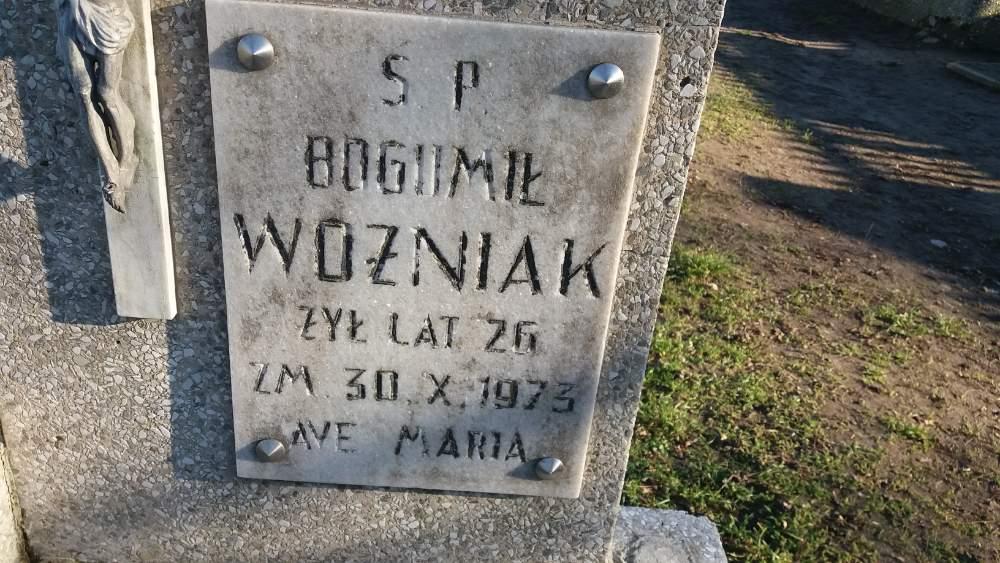 Ś P.
BOGUMIŁ
WOŹNIAK
ŻYŁ LAT 26
ZM. 30.X.1973
AVE MARIA